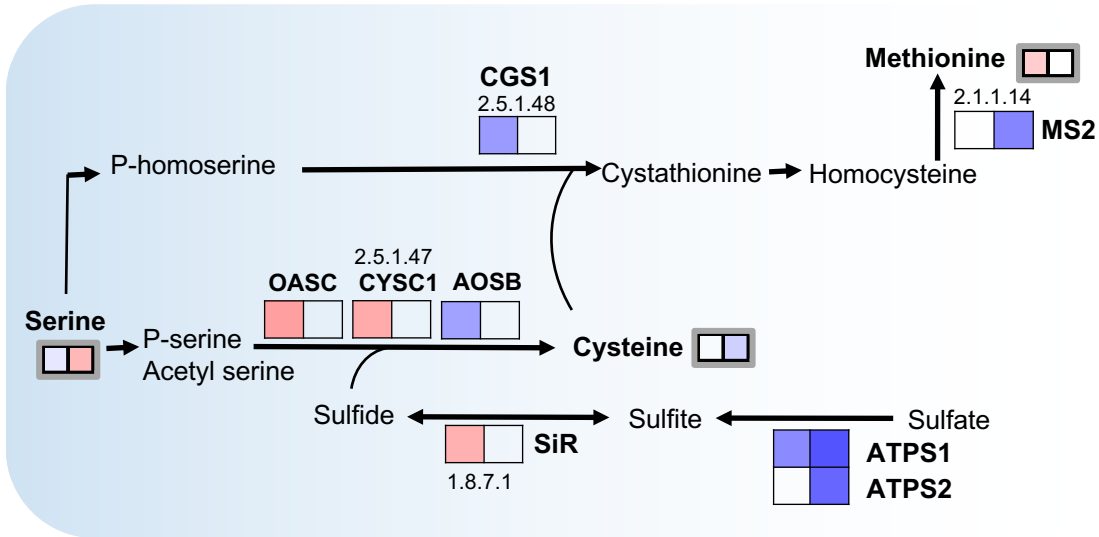 Methionine
CGS1
2.5.1.48
2.1.1.14
MS2
P-homoserine
Cystathionine
Homocysteine
2.5.1.47
OASC
CYSC1
AOSB
Serine
P-serine
Acetyl serine
Cysteine
Sulfide
Sulfite
Sulfate
SiR
1.8.7.1
ATPS1
ATPS2